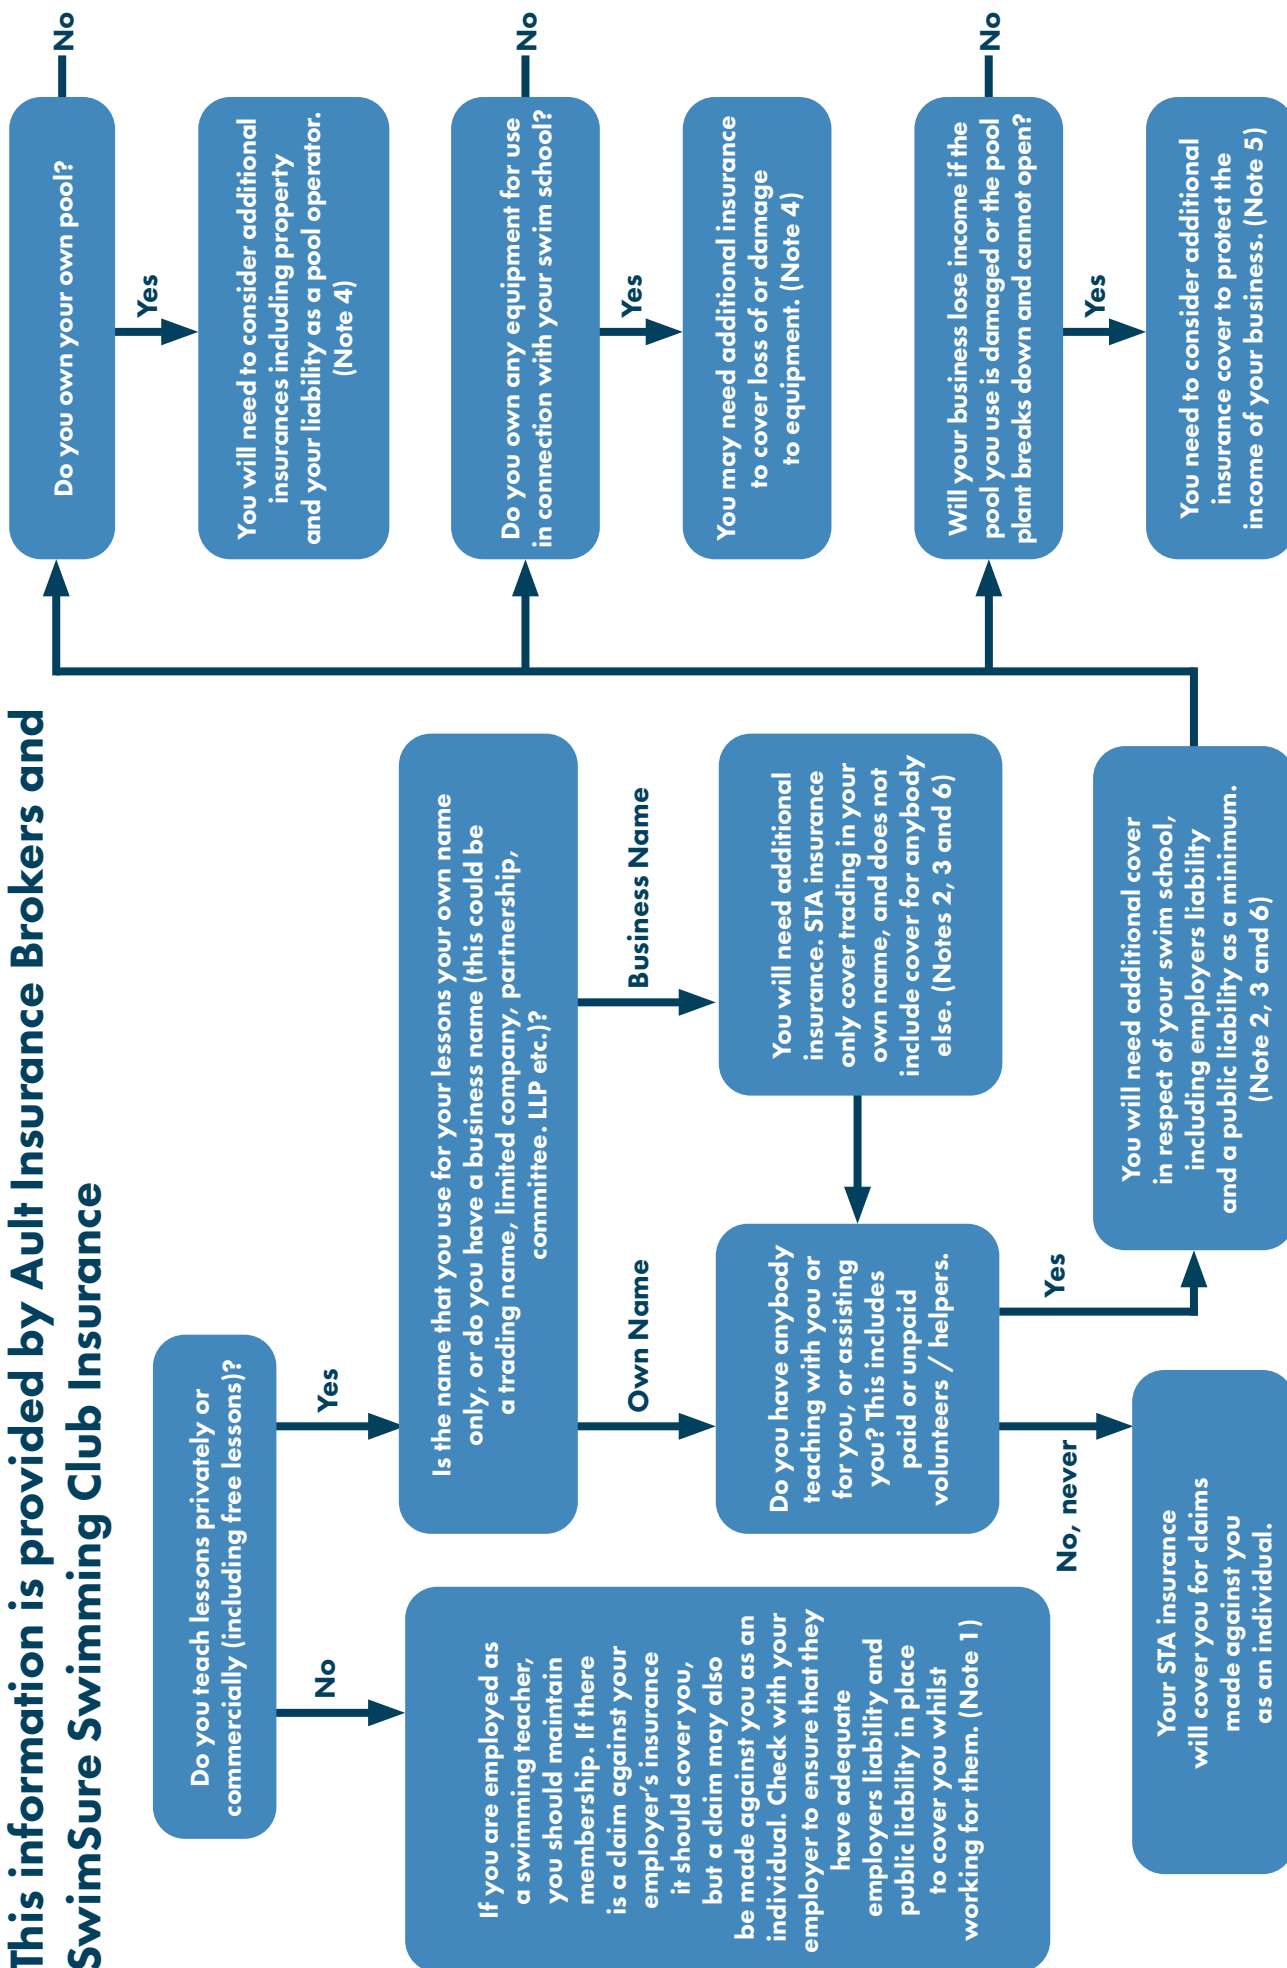 This information is provided by Ault Insurance Brokers and
SwimSure Swimming Club Insurance
Do you teach lessons privately or
commercially (including free lessons)?
No
Yes
If you are employed as
a swimming teacher,
you should maintain
membership. If there
is a claim against your
employer's insurance
it should cover you,
but a claim may also
be made against you as an
individual. Check with your
employer to ensure that they
have adequate
employers liability and
public liability in place
to cover you whilst
working for them. (Note 1)
Is the name that you use for your lessons your own name
only, or do you have a business name (this could be
a trading name, limited company, partnership,
committee. LLP etc.)?
Own Name
Business Name
Do you have anybody
teaching with you or
for you, or assisting
you? This includes
paid or unpaid
volunteers / helpers.
You will need additional
insurance. STA insurance
only cover trading in your
own name, and does not
include cover for anybody
else. (Notes 2, 3 and 6)
No, never
Yes
Your STA insurance
will cover you for claims
made against you
as an individual.
You will need additional cover
in respect of your swim school,
including employers liability
and a public liability as a minimum.
(Note 2, 3 and 6)
Do you own your own pool?
No
Yes
You will need to consider additional
insurances including property
and your liability as a pool operator.
(Note 4)
Do you own any equipment for use
in connection with your swim school?
No
Yes
You may need additional insurance
to cover loss of or damage
to equipment. (Note 4)
Will your business lose income if the
pool you use is damaged or the pool
plant breaks down and cannot open?
No
Yes
You need to consider additional
insurance cover to protect the
income of your business. (Note 5)